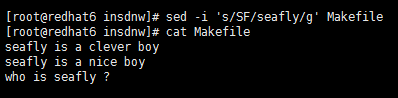 [root@redhat6 insdnw]# sed -i 's/SF/seafly/g' Makefile
[root@redhat6 insdnw]# cat Makefile
seafly is a clever boy
seafly is a nice boy
who is seafly ?